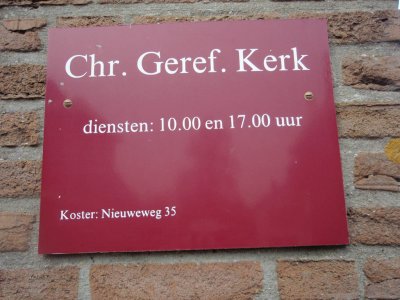 Chr. Geref. Kerk
diensten: 10.00 en 17.00 uur
Koster: Nieuweweg 35